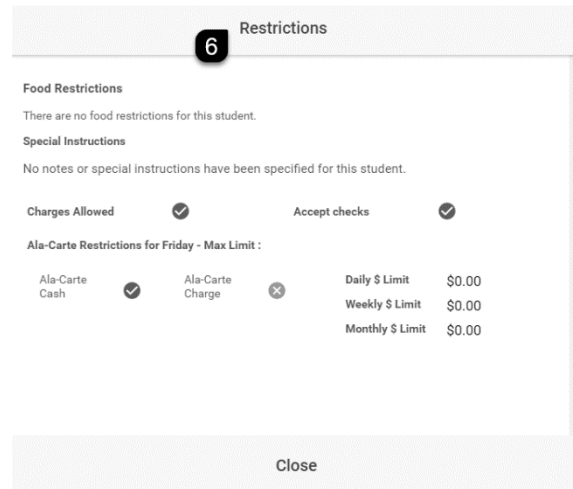 Restrictions
6
Food Restrictions
There are no food restrictions for this student.
Special Instructions
No notes or special instructions have been specified for this student.
Charges Allowed Accept checks
Ala-Carte Restrictions for Friday - Max Limit :
Ala-Carte Cash Ala-Carte Charge Daily $ Limit $0.00
Weekly $ Limit $0.00
Monthly $ Limit $0.00
Close